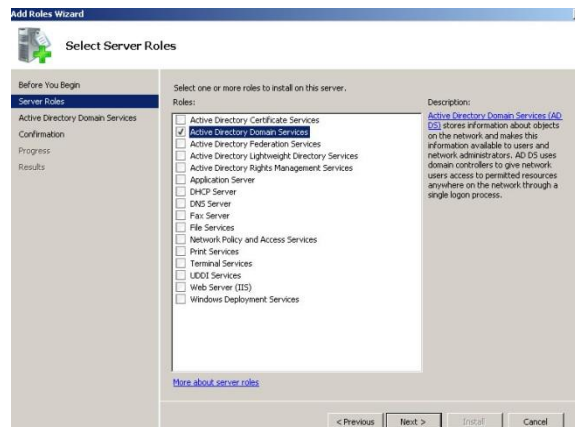 Add Roles Wizard
Select Server Roles
Before You Begin
Server Roles
Active Directory Domain Services
Confirmation
Progress
Results
Select one or more roles to install on this server.
Roles:
Active Directory Certificate Services
Active Directory Domain Services
Active Directory Federation Services
Active Directory Lightweight Directory Services
Active Directory Rights Management Services
Application Server
DHCP Server
DNS Server
Fax Server
File Services
Network Policy and Access Services
Print Services
Terminal Services
UDDI Services
Web Server (IIS)
Windows Deployment Services
More about server roles
Description:
Active Directory Domain Services (AD
DS) stores information about objects
on the network and makes this
information available to users and
network administrators. AD DS uses
domain controllers to give network
users access to permitted resources
anywhere on the network through a
single logon process.
< Previous
Next >
Install
Cancel